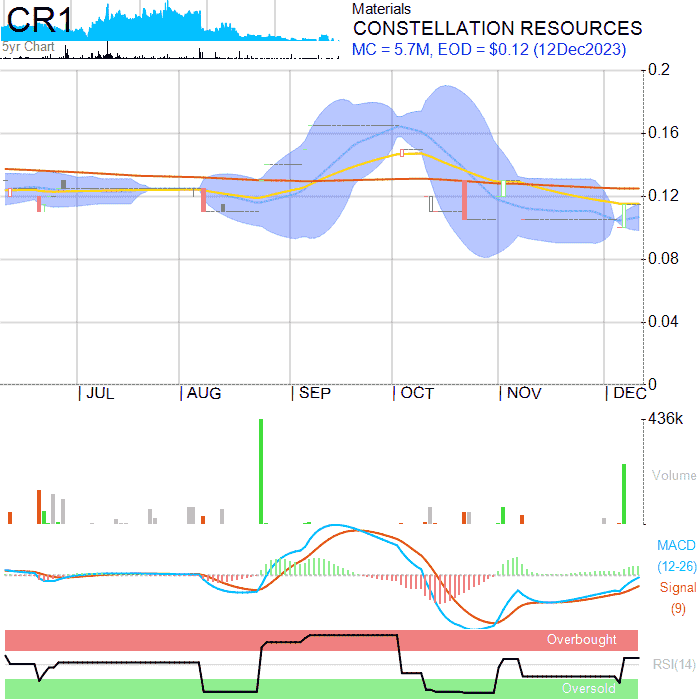 CR1
5yr Chart
Materials
CONSTELLATION RESOURCES
MC = 5.7M, EOD = $0.12 (12Dec2023)
0.2
0.16
0.12
0.08
0.04
0
| JUL | AUG | SEP | OCT | NOV | DEC
436k
Volume
MACD
(12-26)
Signal
(9)
Overbought
RSI(14)
Oversold